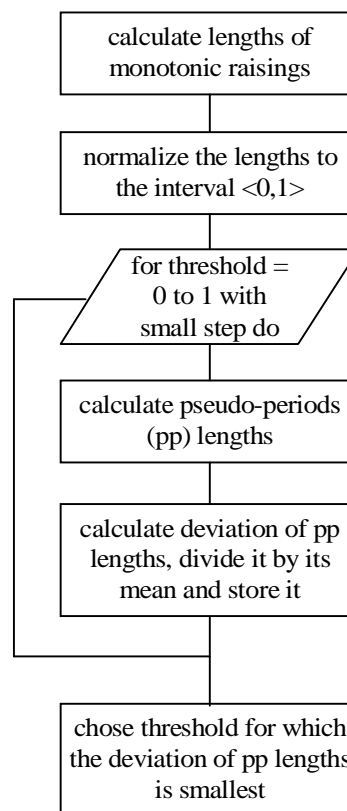 calculate lengths of
monotonic raisings
normalize the lengths to
the interval <0,1>
for threshold =
0 to 1 with
small step do
calculate pseudo-periods
(pp) lengths
calculate deviation of pp
lengths, divide it by its
mean and store it
chose threshold for which
the deviation of pp lengths
is smallest